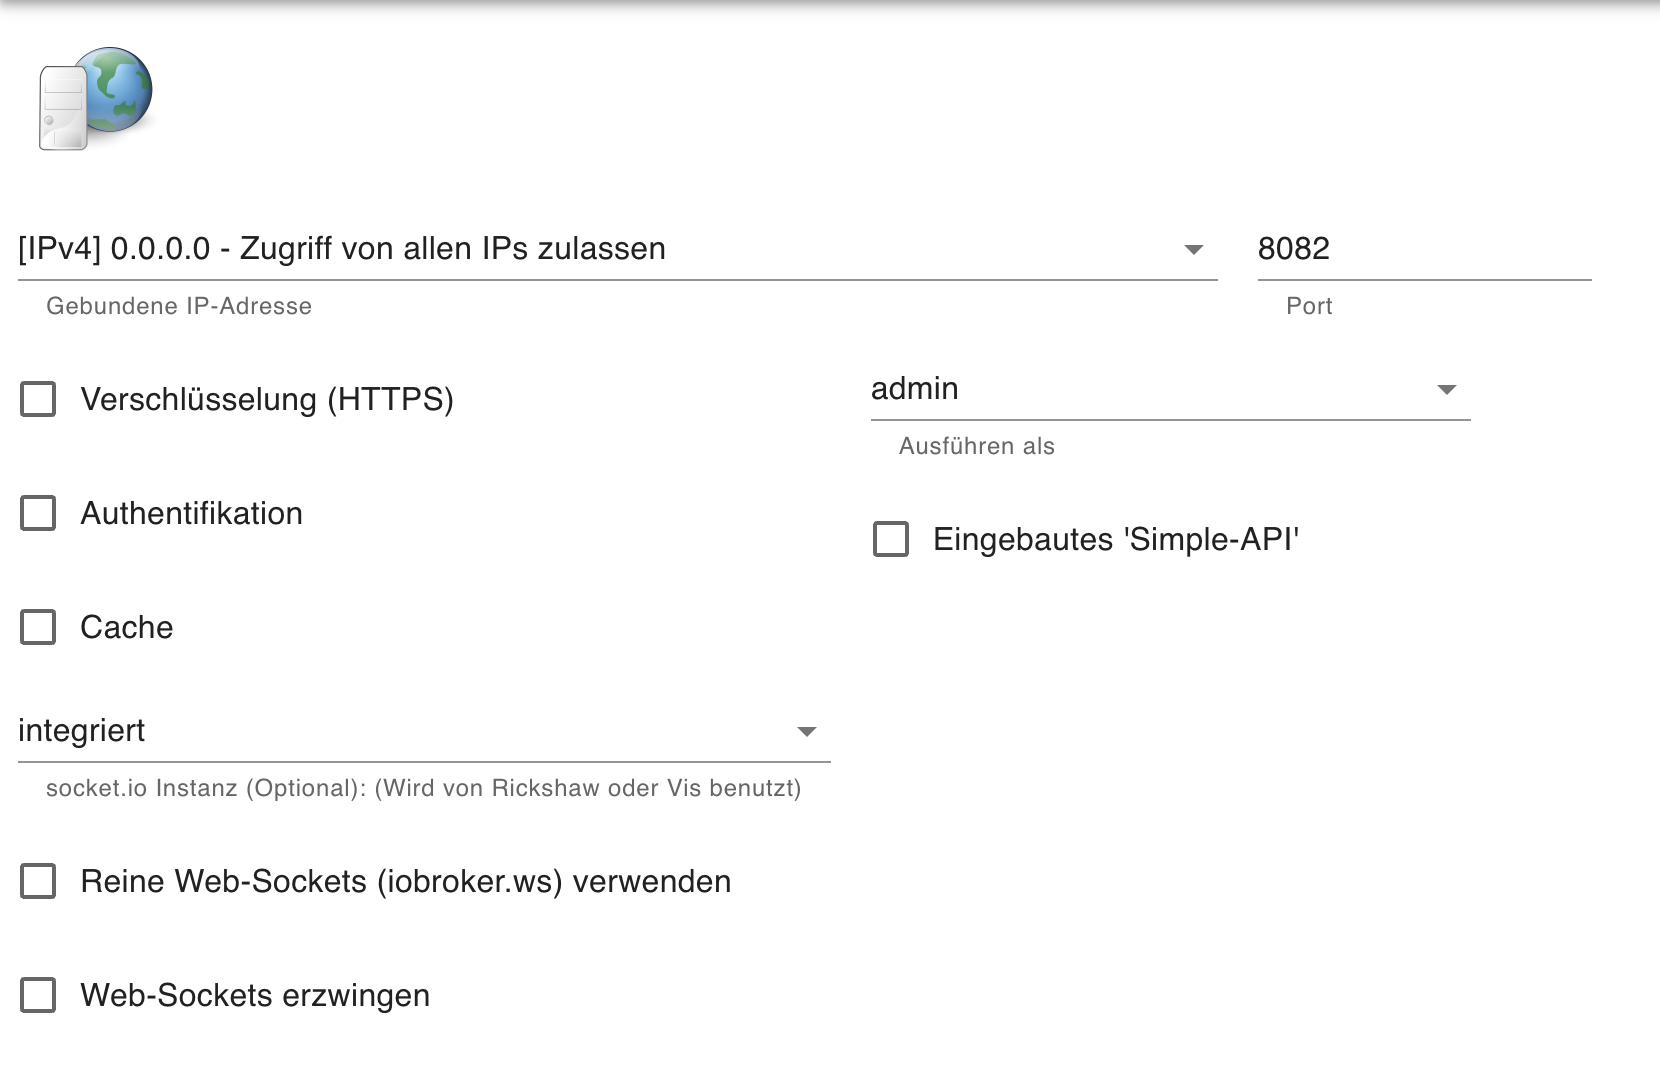 [IPv4] 0.0.0.0 - Zugriff von allen IPs zulassen
8082
Gebundene IP-Adresse
Port
Verschlüsselung (HTTPS)
admin
Ausführen als
Authentifikation
Eingebautes 'Simple-API'
Cache
integriert
socket.io Instanz (Optional): (Wird von Rickshaw oder Vis benutzt)
Reine Web-Sockets (iobroker.ws) verwenden
Web-Sockets erzwingen